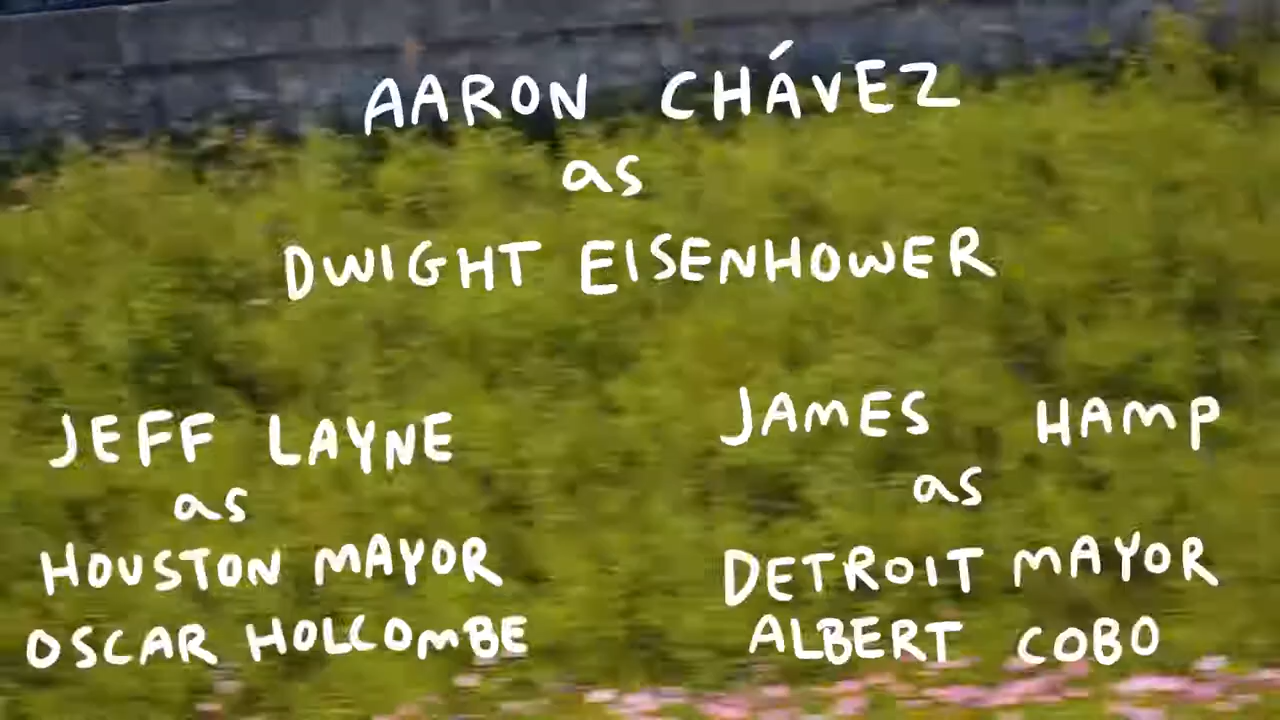 AARON CHÁVEZ
as
DWIGHT EISENHOWER
JEFF LAYNE
as
HOUSTON MAYOR
OSCAR HOLCOMBE
JAMES HAMP
as
DETROIT MAYOR
ALBERT COBO